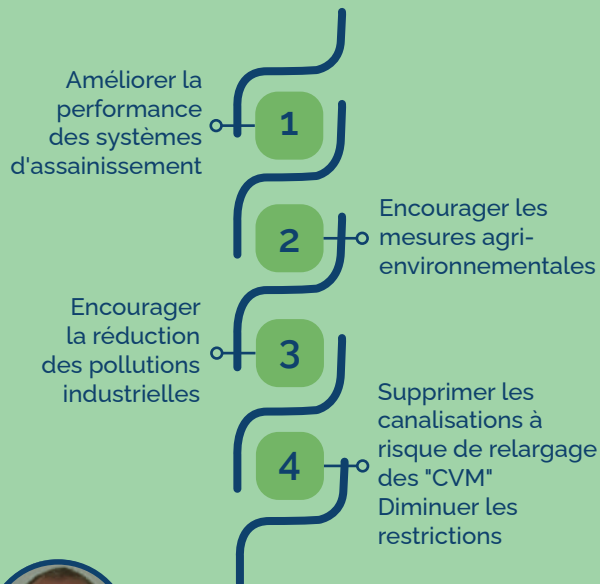 Améliorer la
performance
des systèmes
d'assainissement
1
Encourager les
mesures agri-
environnementales
2
Encourager
la réduction
des pollutions
industrielles
3
Supprimer les
canalisations à
risque de relargage
des "CVM"
Diminuer les
restrictions
4